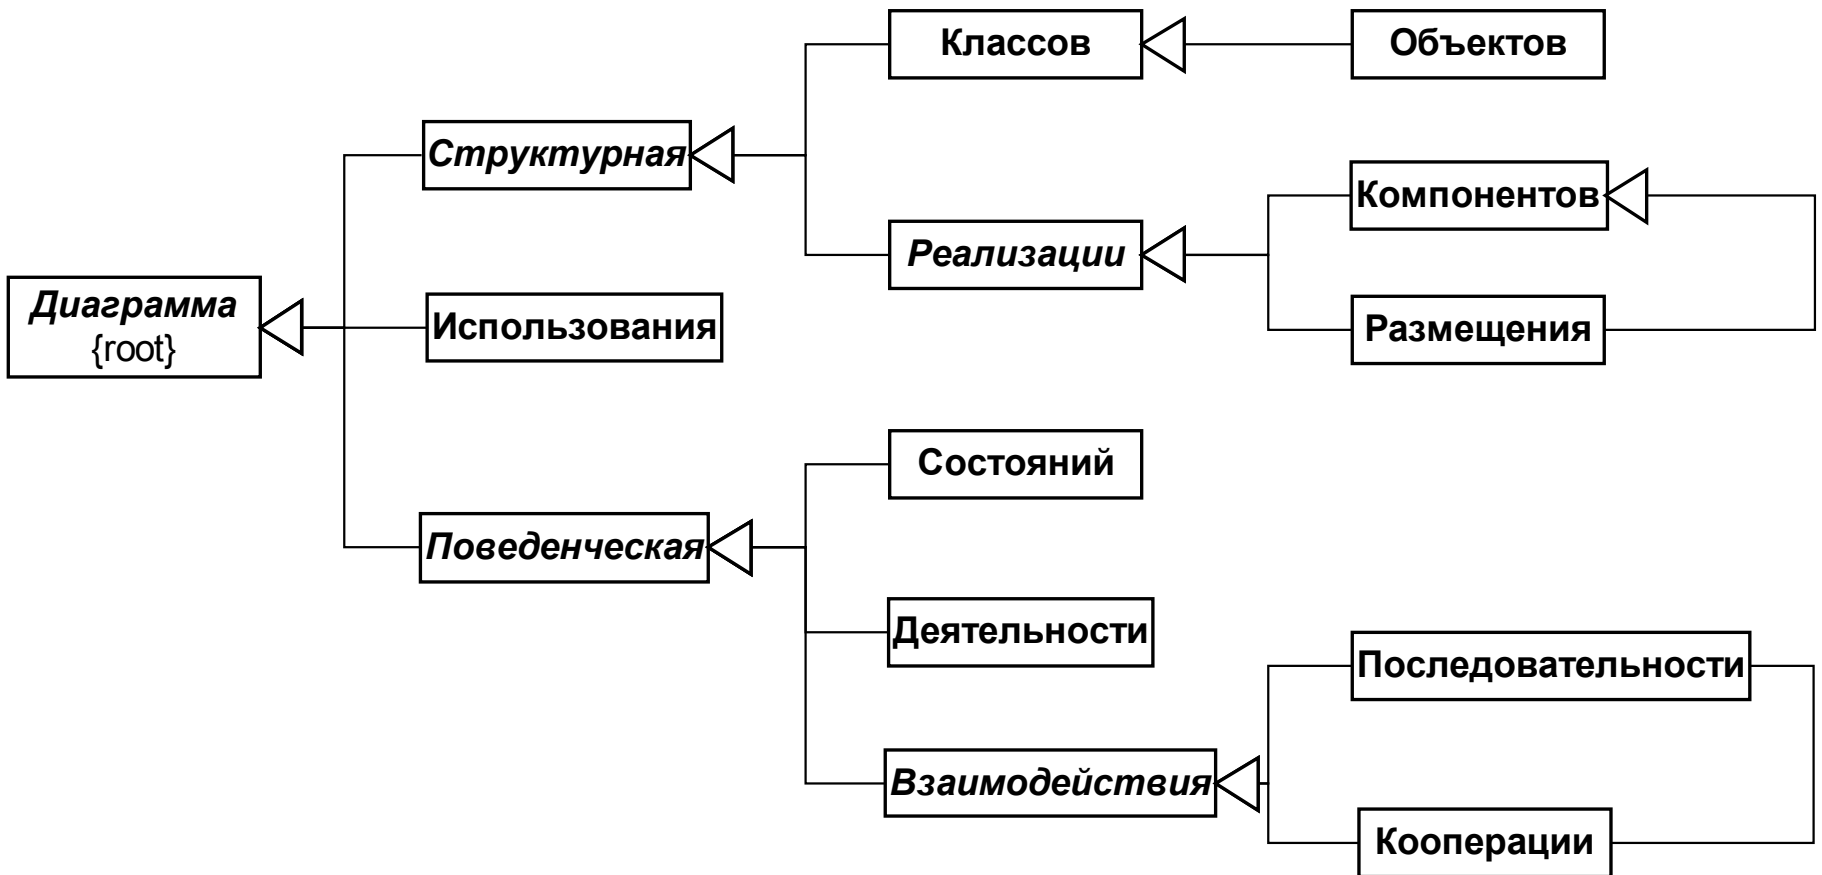 Классов
Объектов
Структурная
Компонентов
Реализации
Диаграмма
{root}
Использования
Размещения
Состояний
Поведенческая
Деятельности
Последовательности
Взаимодействия
Кооперации